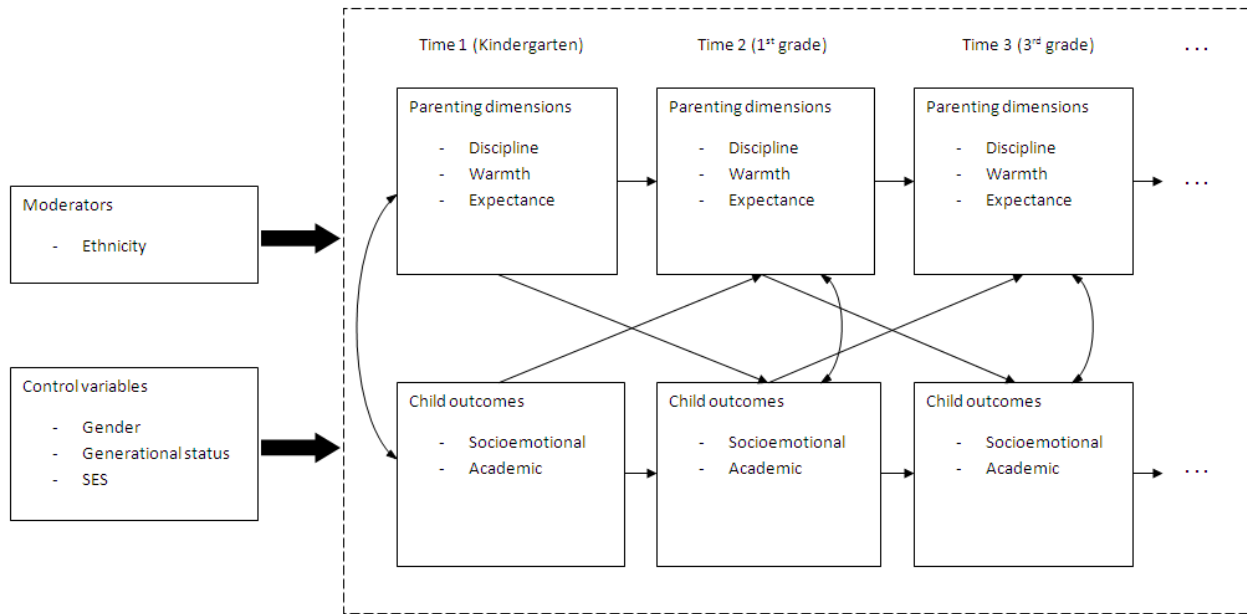 Time 1 (Kindergarten)
Time 2 (1st grade)
Time 3 (3rd grade)
...
Parenting dimensions
- Discipline
- Warmth
- Expectance
Parenting dimensions
- Discipline
- Warmth
- Expectance
Parenting dimensions
- Discipline
- Warmth
- Expectance
...
Moderators
- Ethnicity
Control variables
- Gender
- Generational status
- SES
Child outcomes
- Socioemotional
- Academic
Child outcomes
- Socioemotional
- Academic
Child outcomes
- Socioemotional
- Academic
...